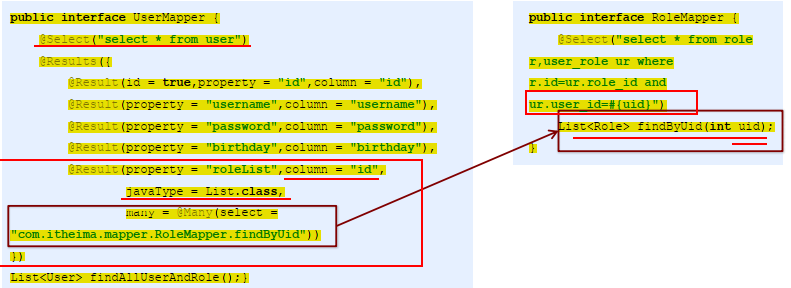 public interface UserMapper {
@Select("select * from user")
@Results({
@Result(id = true,property = "id",column = "id"),
@Result(property = "username",column = "username"),
@Result(property = "password",column = "password"),
@Result(property = "birthday",column = "birthday"),
@Result(property = "roleList",column = "id",
javaType = List.class,
many = @Many(select =
"com.itheima.mapper.RoleMapper.findByUid"))
})
List<User> findAllUserAndRole();}
public interface RoleMapper {
@Select("select * from role
r,user_role ur where
r.id=ur.role_id and
ur.user_id=#{uid}")
List<Role> findByUid(int uid);
}